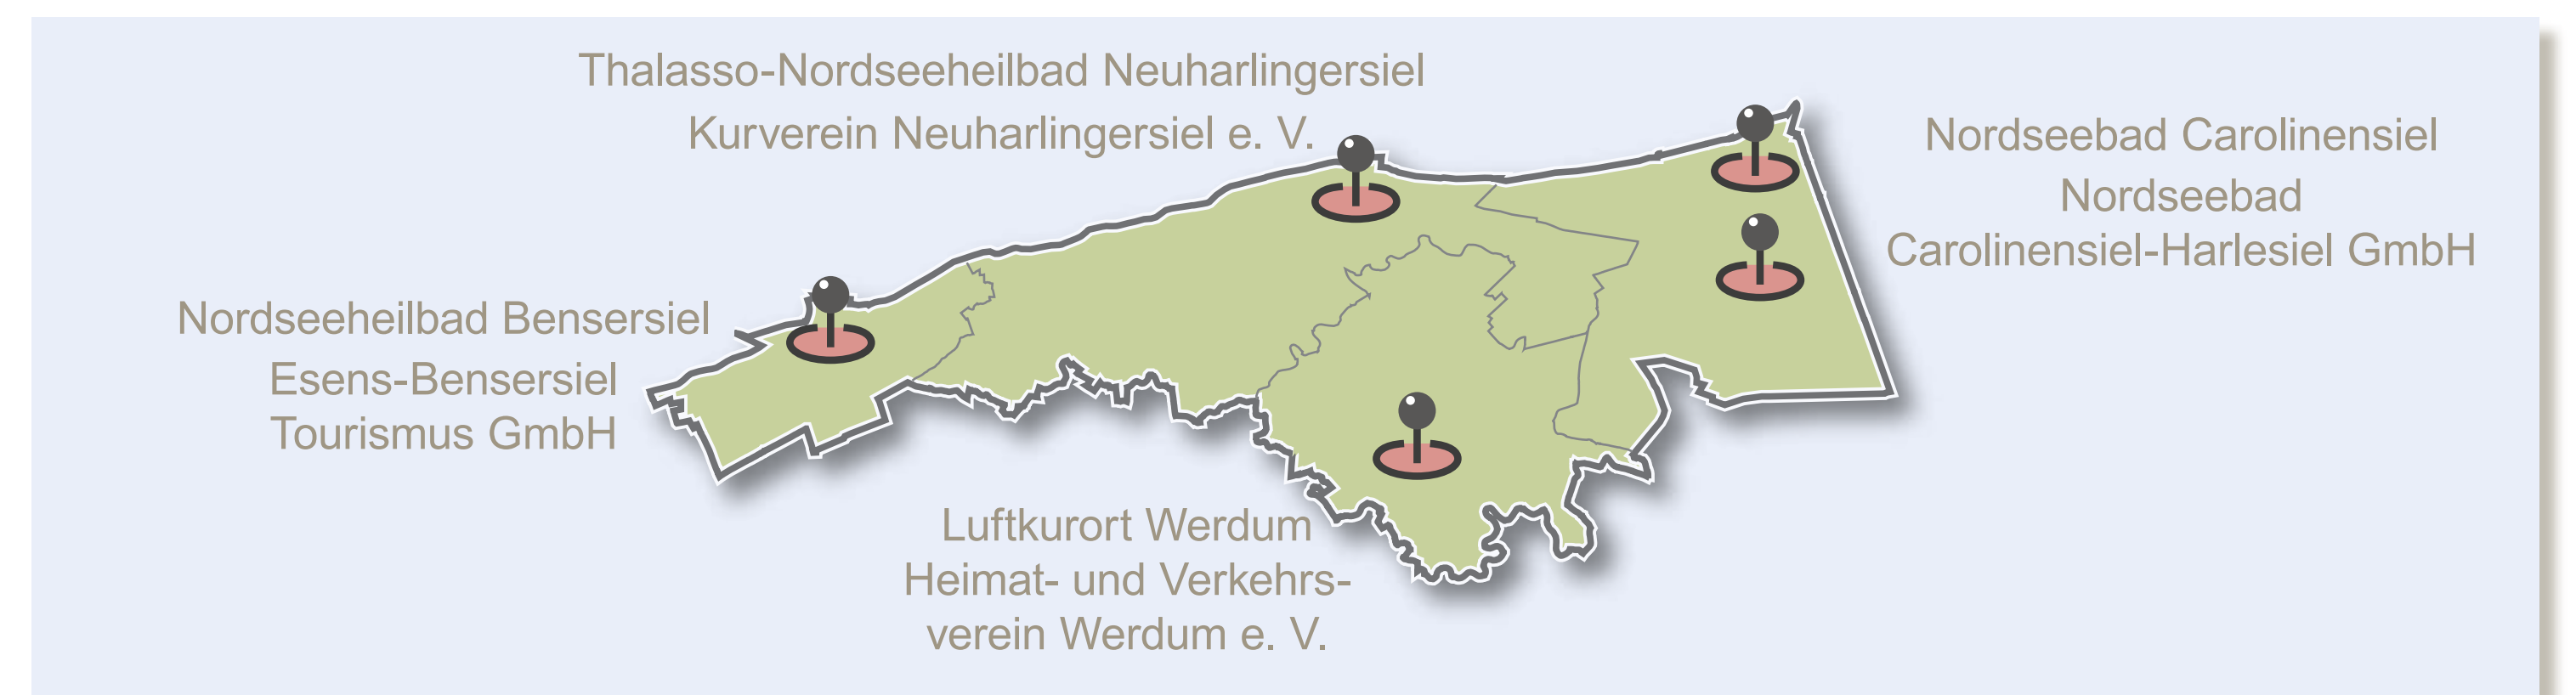 Thalasso-Nordseeheilbad Neuharlingersiel
Kurverein Neuharlingersiel e. V.
Nordseebad Carolinensiel
Nordseebad
Carolinensiel-Harlesiel GmbH
Nordseeheilbad Bensersiel
Esens-Bensersiel
Tourismus GmbH
Luftkurort Werdum
Heimat- und Verkehrs-
verein Werdum e. V.